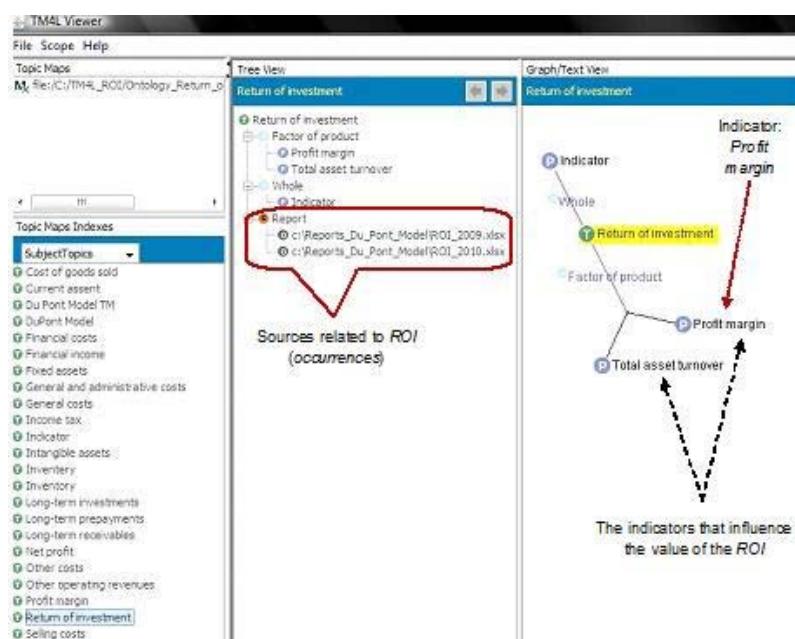 TM4L Viewer
File Scope Help
Topic Maps
file:/C:/TM4L_ROI/Ontology_Return_o
Topic Maps Indexes
SubjectTopics
Cost of goods sold
Current assent
Du Pont Model TM
DuPont Model
Financial costs
Financial income
Fixed assets
General and administrative costs
General costs
Income tax
Indicator
Intangible assets
Inventery
Inventory
Long-term investments
Long-term prepayments
Long-term receivables
Net profit
Other costs
Other operating revenues
Profit margin
Return of investment
Selling costs
Tree View
Return of investment
Return of investment
Factor of product
Profit margin
Total asset turnover
Whole
Indicator
Report
c:\Reports_Du_Pont_Model\ROI_2009.xlsx
c:\Reports_Du_Pont_Model\ROI_2010.xlsx
Sources related to ROI
(occurrences)
Graph/Text View
Return of investment
Indicator:
Profit
margin
Indicator
Whole
Return of investment
Factor of product
Profit margin
Total asset turnover
The indicators that influence
the value of the ROI